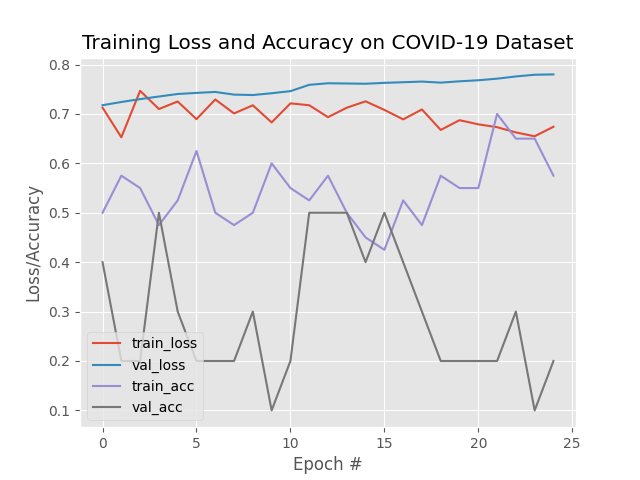 Training Loss and Accuracy on COVID-19 Dataset
0.8
0.7
0.6
0.5
0.4
0.3
0.2
0.1
Loss/Accuracy
train_loss
val_loss
train_acc
val_acc
0 5 10 15 20 25
Epoch #